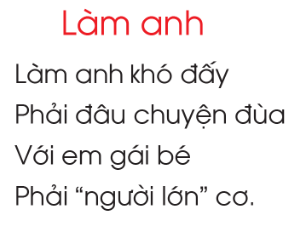 Làm anh
Làm anh khó đấy
Phải đâu chuyện đùa
Với em gái bé
Phải “người lớn” cơ.